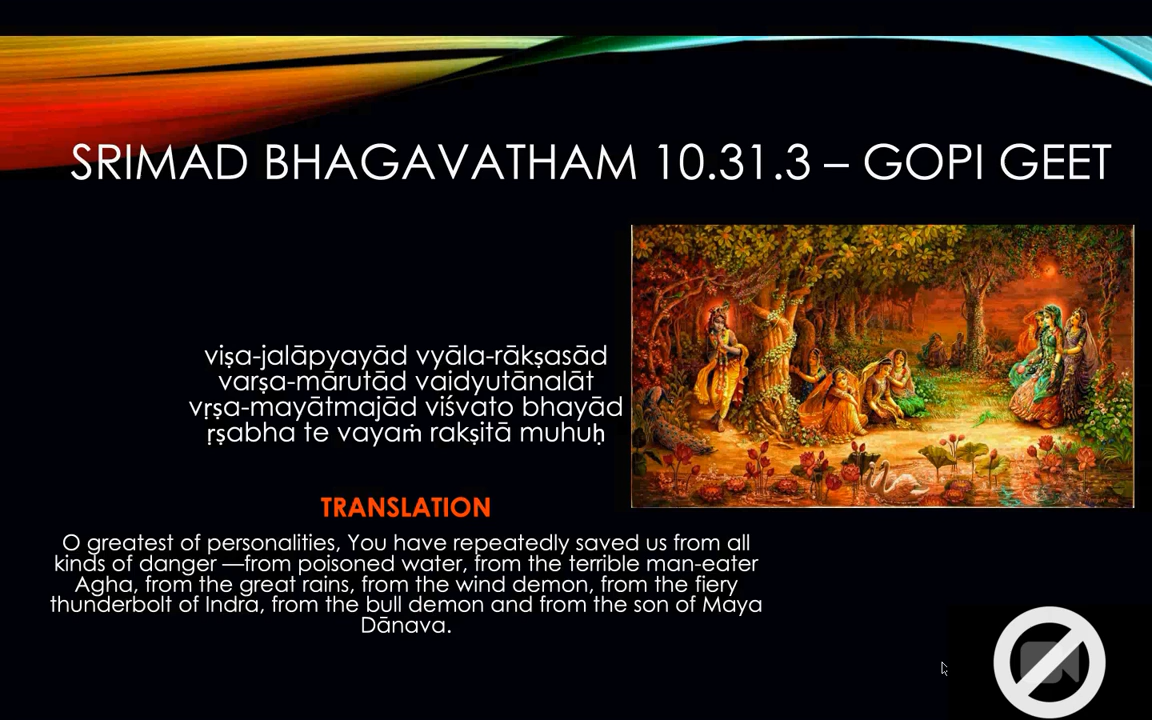 SRIMAD BHAGAVATHAM 10.31.3 – GOPI GEET
viṣa-jalāpyayād vyāla-rākṣasād
varṣa-mārutād vaidyutānalāt
vṛṣa-mayātmajād viśvato bhayād
ṛṣabha te vayaṁ rakṣitā muhuḥ
TRANSLATION
O greatest of personalities, You have repeatedly saved us from all
kinds of danger —from poisoned water, from the terrible man-eater
Agha, from the great rains, from the wind demon, from the fiery
thunderbolt of Indra, from the bull demon and from the son of Maya
Dānava.